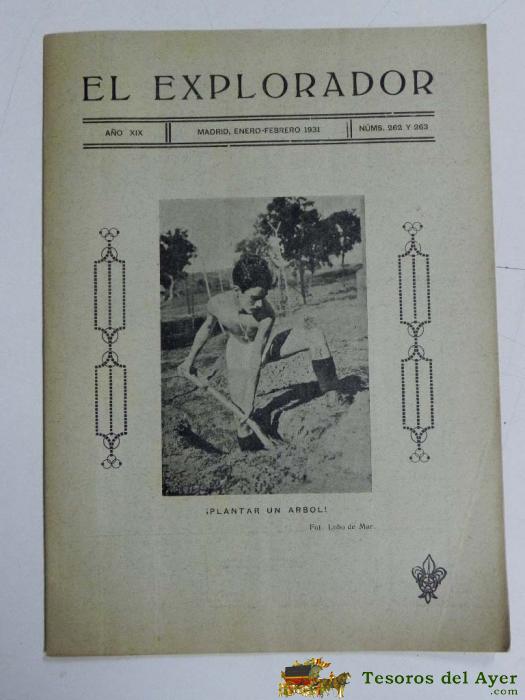 EL EXPLORADOR
AÑO XIX
MADRID, ENERO-FEBRERO 1931
NÚMS. 262 Y 263
¡PLANTAR UN ARBOL!
Fot. Lobo de Mar.
Tesoros del Ayer
.com